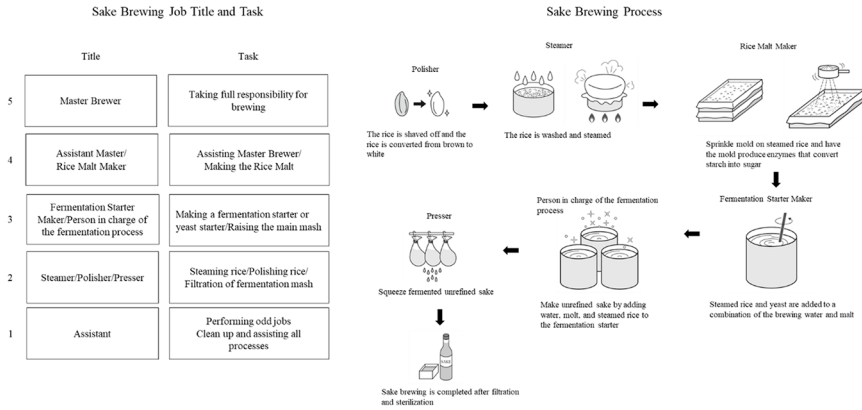 Sake Brewing Job Title and Task
Title
Task
5
Master Brewer
Taking full responsibility for
brewing
4
Assistant Master/
Rice Malt Maker
Assisting Master Brewer/
Making the Rice Malt
3
Fermentation Starter
Maker/Person in charge of
the fermentation process
Making a fermentation starter or
yeast starter/Raising the main mash
2
Steamer/Polisher/Presser
Steaming rice/Polishing rice/
Filtration of fermentation mash
1
Assistant
Performing odd jobs
Clean up and assisting all
processes
Sake Brewing Process
Polisher
The rice is shaved off and the
rice is converted from brown to
white
Steamer
The rice is washed and steamed
Rice Malt Maker
Sprinkle mold on steamed rice and have
the mold produce enzymes that convert
starch into sugar
Fermentation Starter Maker
Steamed rice and yeast are added to a
combination of the brewing water and malt
Person in charge of the fermentation
process
Make unrefined sake by adding
water, molt, and steamed rice to
the fermentation starter
Presser
Squeeze fermented unrefined sake
Sake brewing is completed after filtration
and sterilization